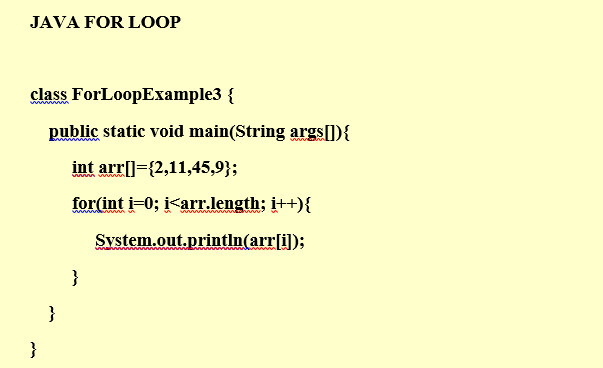 JAVA FOR LOOP
class ForLoopExample3 {
public static void main(String args[]){
int arr[]={2,11,45,9};
for(int i=0; i<arr.length; i++){
System.out.println(arr[i]);
}
}
}